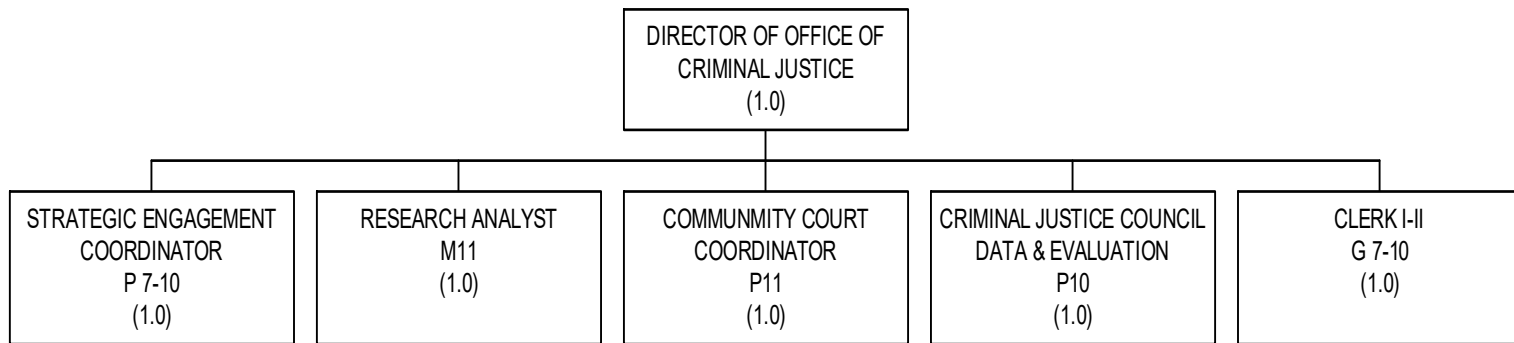 DIRECTOR OF OFFICE OF
CRIMINAL JUSTICE
(1.0)
STRATEGIC ENGAGEMENT
COORDINATOR
P 7-10
(1.0)
RESEARCH ANALYST
M11
(1.0)
COMMUNMITY COURT
COORDINATOR
P11
(1.0)
CRIMINAL JUSTICE COUNCIL
DATA & EVALUATION
P10
(1.0)
CLERK I-II
G 7-10
(1.0)